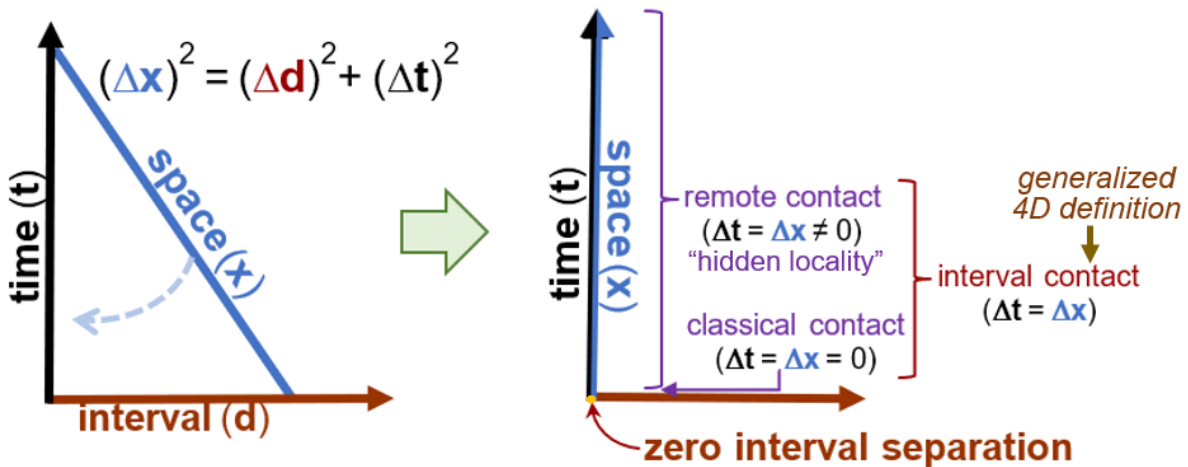 (Δx)² = (Δd)² + (Δt)²
time (t)
space(x)
interval (d)
time (t)
space(x)
remote contact
(Δt = Δx ≠ 0)
“hidden locality”
classical contact
(Δt = Δx = 0)
generalized
4D definition
interval contact
(Δt = Δx)
zero interval separation